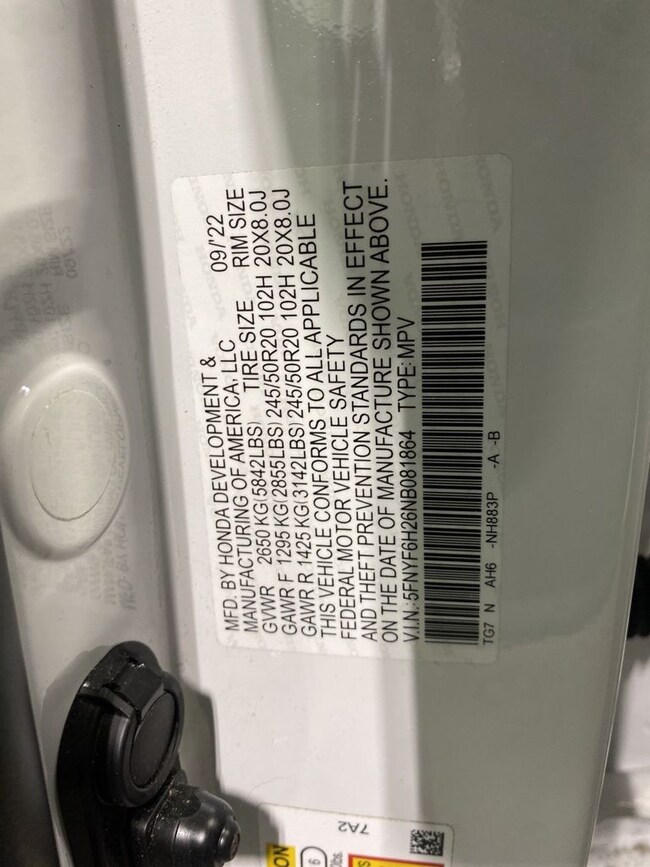 MFD. BY HONDA DEVELOPMENT &
MANUFACTURING OF AMERICA, LLC 09/'22
TIRE SIZE RIM SIZE
GVWR 2650 KG(5842LBS)
GAWR F 1295 KG(2855LBS) 245/50R20 102H 20X8.0J
GAWR R 1425 KG(3142LBS) 245/50R20 102H 20X8.0J
THIS VEHICLE CONFORMS TO ALL APPLICABLE
FEDERAL MOTOR VEHICLE SAFETY
AND THEFT PREVENTION STANDARDS IN EFFECT
ON THE DATE OF MANUFACTURE SHOWN ABOVE.
V.I.N.:5FNYF6H26NB081864 TYPE:MPV
TG7 N AH6 -NH883P -A -B
7A2